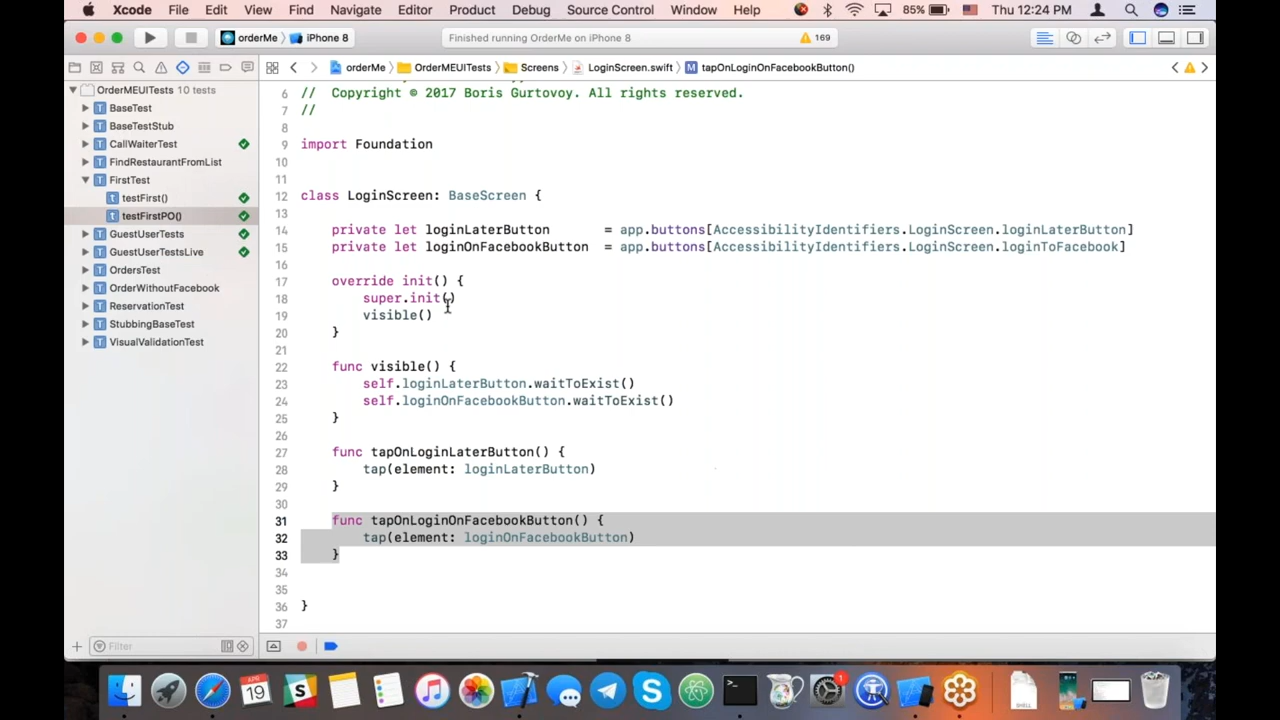 Xcode File Edit View Find Navigate Editor Product Debug Source Control Window Help 85% Thu 12:24 PM
orderMe iPhone 8 Finished running OrderMe on iPhone 8 169
orderMe OrderMEUITests Screens LoginScreen.swift M tapOnLoginOnFacebookButton()
OrderMEUITests 10 tests
T BaseTest
T BaseTestStub
T CallWaiterTest
T FindRestaurantFromList
T FirstTest
t testFirst()
t testFirstPO()
T GuestUserTests
T GuestUserTestsLive
T OrdersTest
T OrderWithoutFacebook
T ReservationTest
T StubbingBaseTest
T VisualValidationTest
Filter
6 // Copyright © 2017 Boris Gurtovoy. All rights reserved.
7 //
8
9 import Foundation
10
11
12 class LoginScreen: BaseScreen {
13
14 private let loginLaterButton = app.buttons[AccessibilityIdentifiers.LoginScreen.loginLaterButton]
15 private let loginOnFacebookButton = app.buttons[AccessibilityIdentifiers.LoginScreen.loginToFacebook]
16
17 override init() {
18 super.init()
19 visible()
20 }
21
22 func visible() {
23 self.loginLaterButton.waitToExist()
24 self.loginOnFacebookButton.waitToExist()
25 }
26
27 func tapOnLoginLaterButton() {
28 tap(element: loginLaterButton)
29 }
30
31 func tapOnLoginOnFacebookButton() {
32 tap(element: loginOnFacebookButton)
33 }
34
35
36 }
37
APR
19
1
SHELL